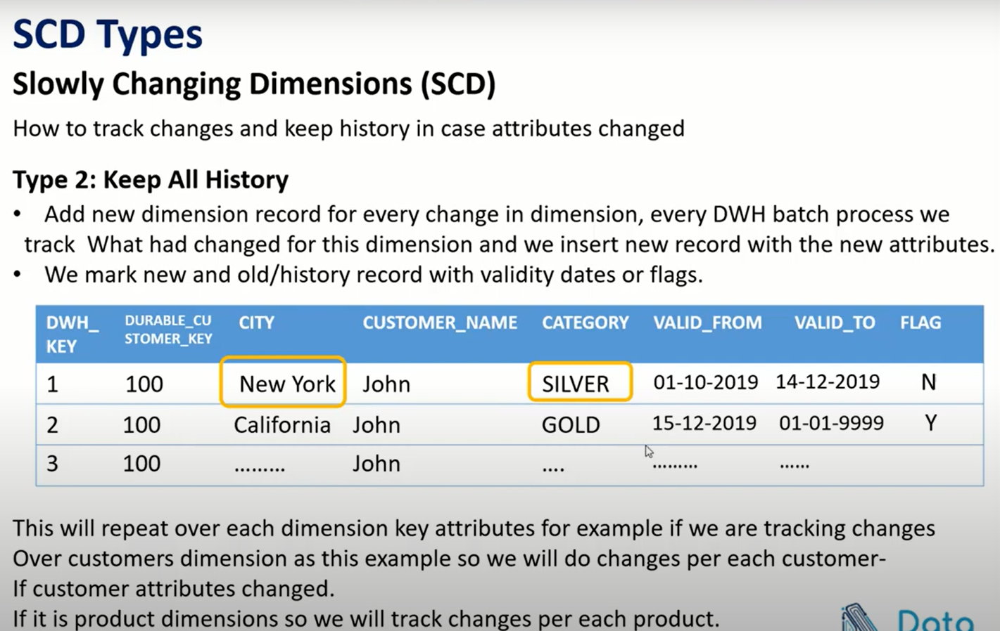 SCD Types
Slowly Changing Dimensions (SCD)
How to track changes and keep history in case attributes changed
Type 2: Keep All History
• Add new dimension record for every change in dimension, every DWH batch process we
track What had changed for this dimension and we insert new record with the new attributes.
• We mark new and old/history record with validity dates or flags.
DWH_KEY DURABLE_CUSTOMER_KEY CITY CUSTOMER_NAME CATEGORY VALID_FROM VALID_TO FLAG
1 100 New York John SILVER 01-10-2019 14-12-2019 N
2 100 California John GOLD 15-12-2019 01-01-9999 Y
3 100 ......... John .... ......... ......
This will repeat over each dimension key attributes for example if we are tracking changes
Over customers dimension as this example so we will do changes per each customer-
If customer attributes changed.
If it is product dimensions so we will track changes per each product.
Data